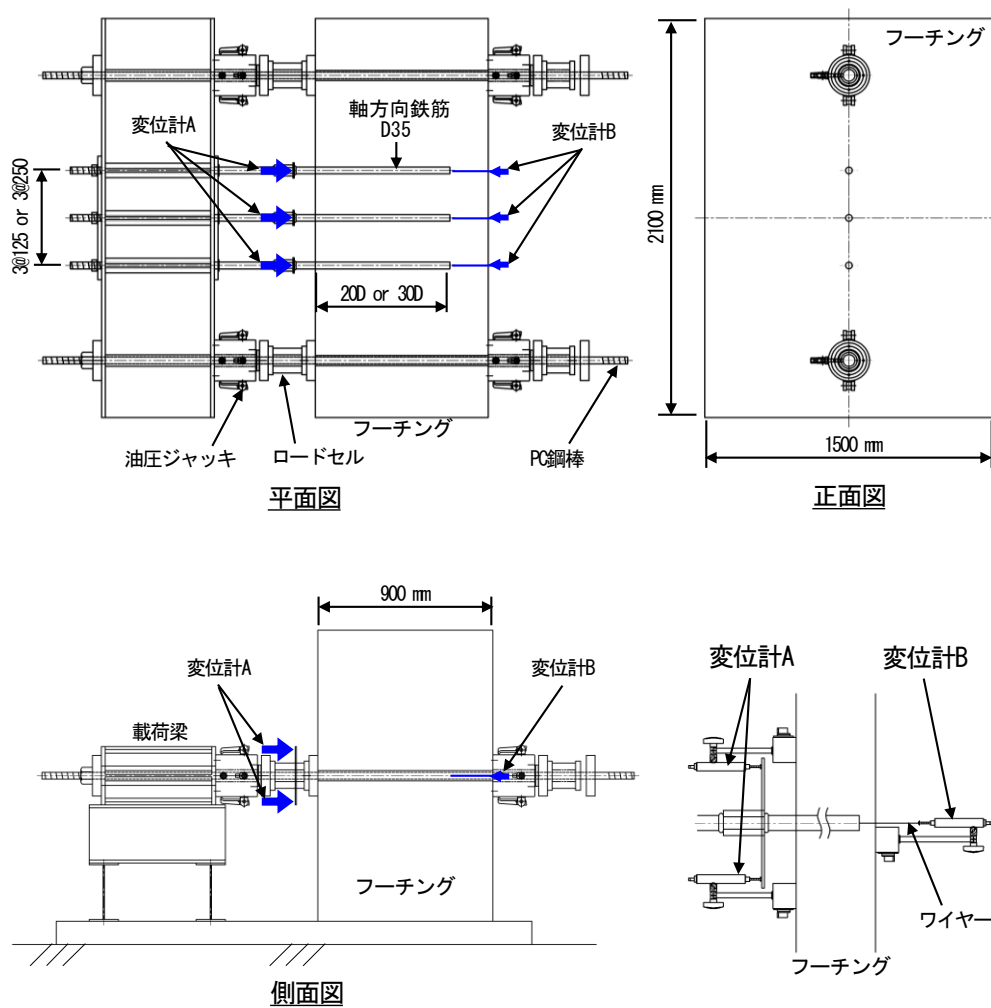 フーチング
変位計A
軸方向鉄筋
D35
変位計B
3@125 or 3@250
2100 mm
20D or 30D
フーチング
油圧ジャッキ
ロードセル
PC鋼棒
1500 mm
平面図
正面図
900 mm
変位計A
変位計B
載荷梁
フーチング
側面図
変位計A
変位計B
ワイヤー
フーチング